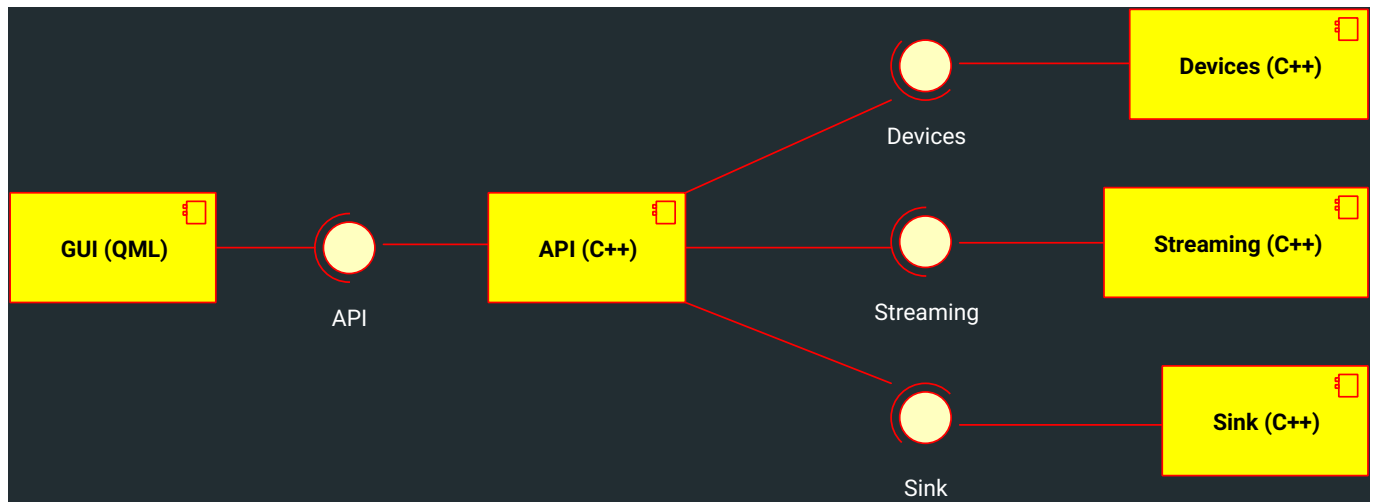 Devices (C++)
Devices
GUI (QML)
API (C++)
Streaming (C++)
API
Streaming
Sink (C++)
Sink